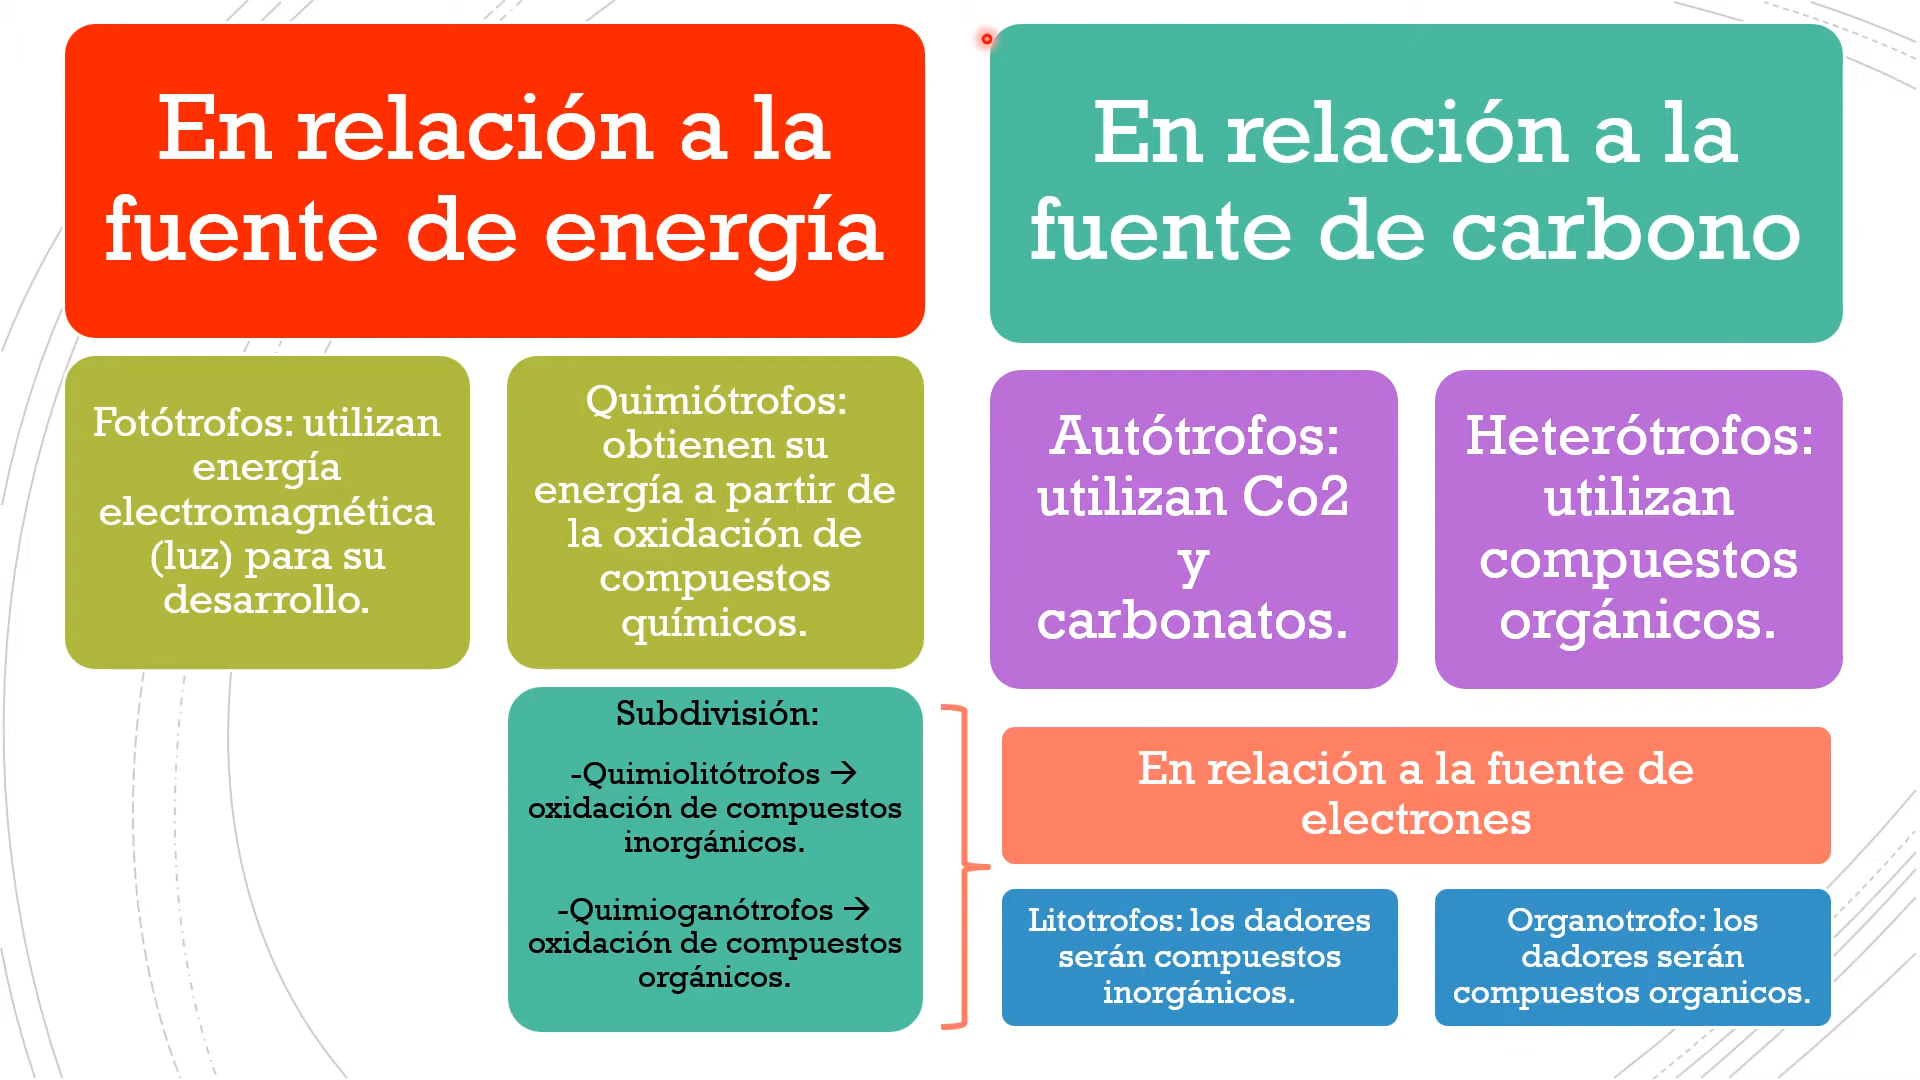 En relación a la
fuente de energía
Fotótrofos: utilizan
energía
electromagnética
(luz) para su
desarrollo.
Quimiótrofos:
obtienen su
energía a partir de
la oxidación de
compuestos
químicos.
Subdivisión:
-Quimiolitótrofos →
oxidación de compuestos
inorgánicos.
-Quimioganótrofos →
oxidación de compuestos
orgánicos.
En relación a la
fuente de carbono
Autótrofos:
utilizan Co2
y
carbonatos.
Heterótrofos:
utilizan
compuestos
orgánicos.
En relación a la fuente de
electrones
Litotrofos: los dadores
serán compuestos
inorgánicos.
Organotrofo: los
dadores serán
compuestos organicos.